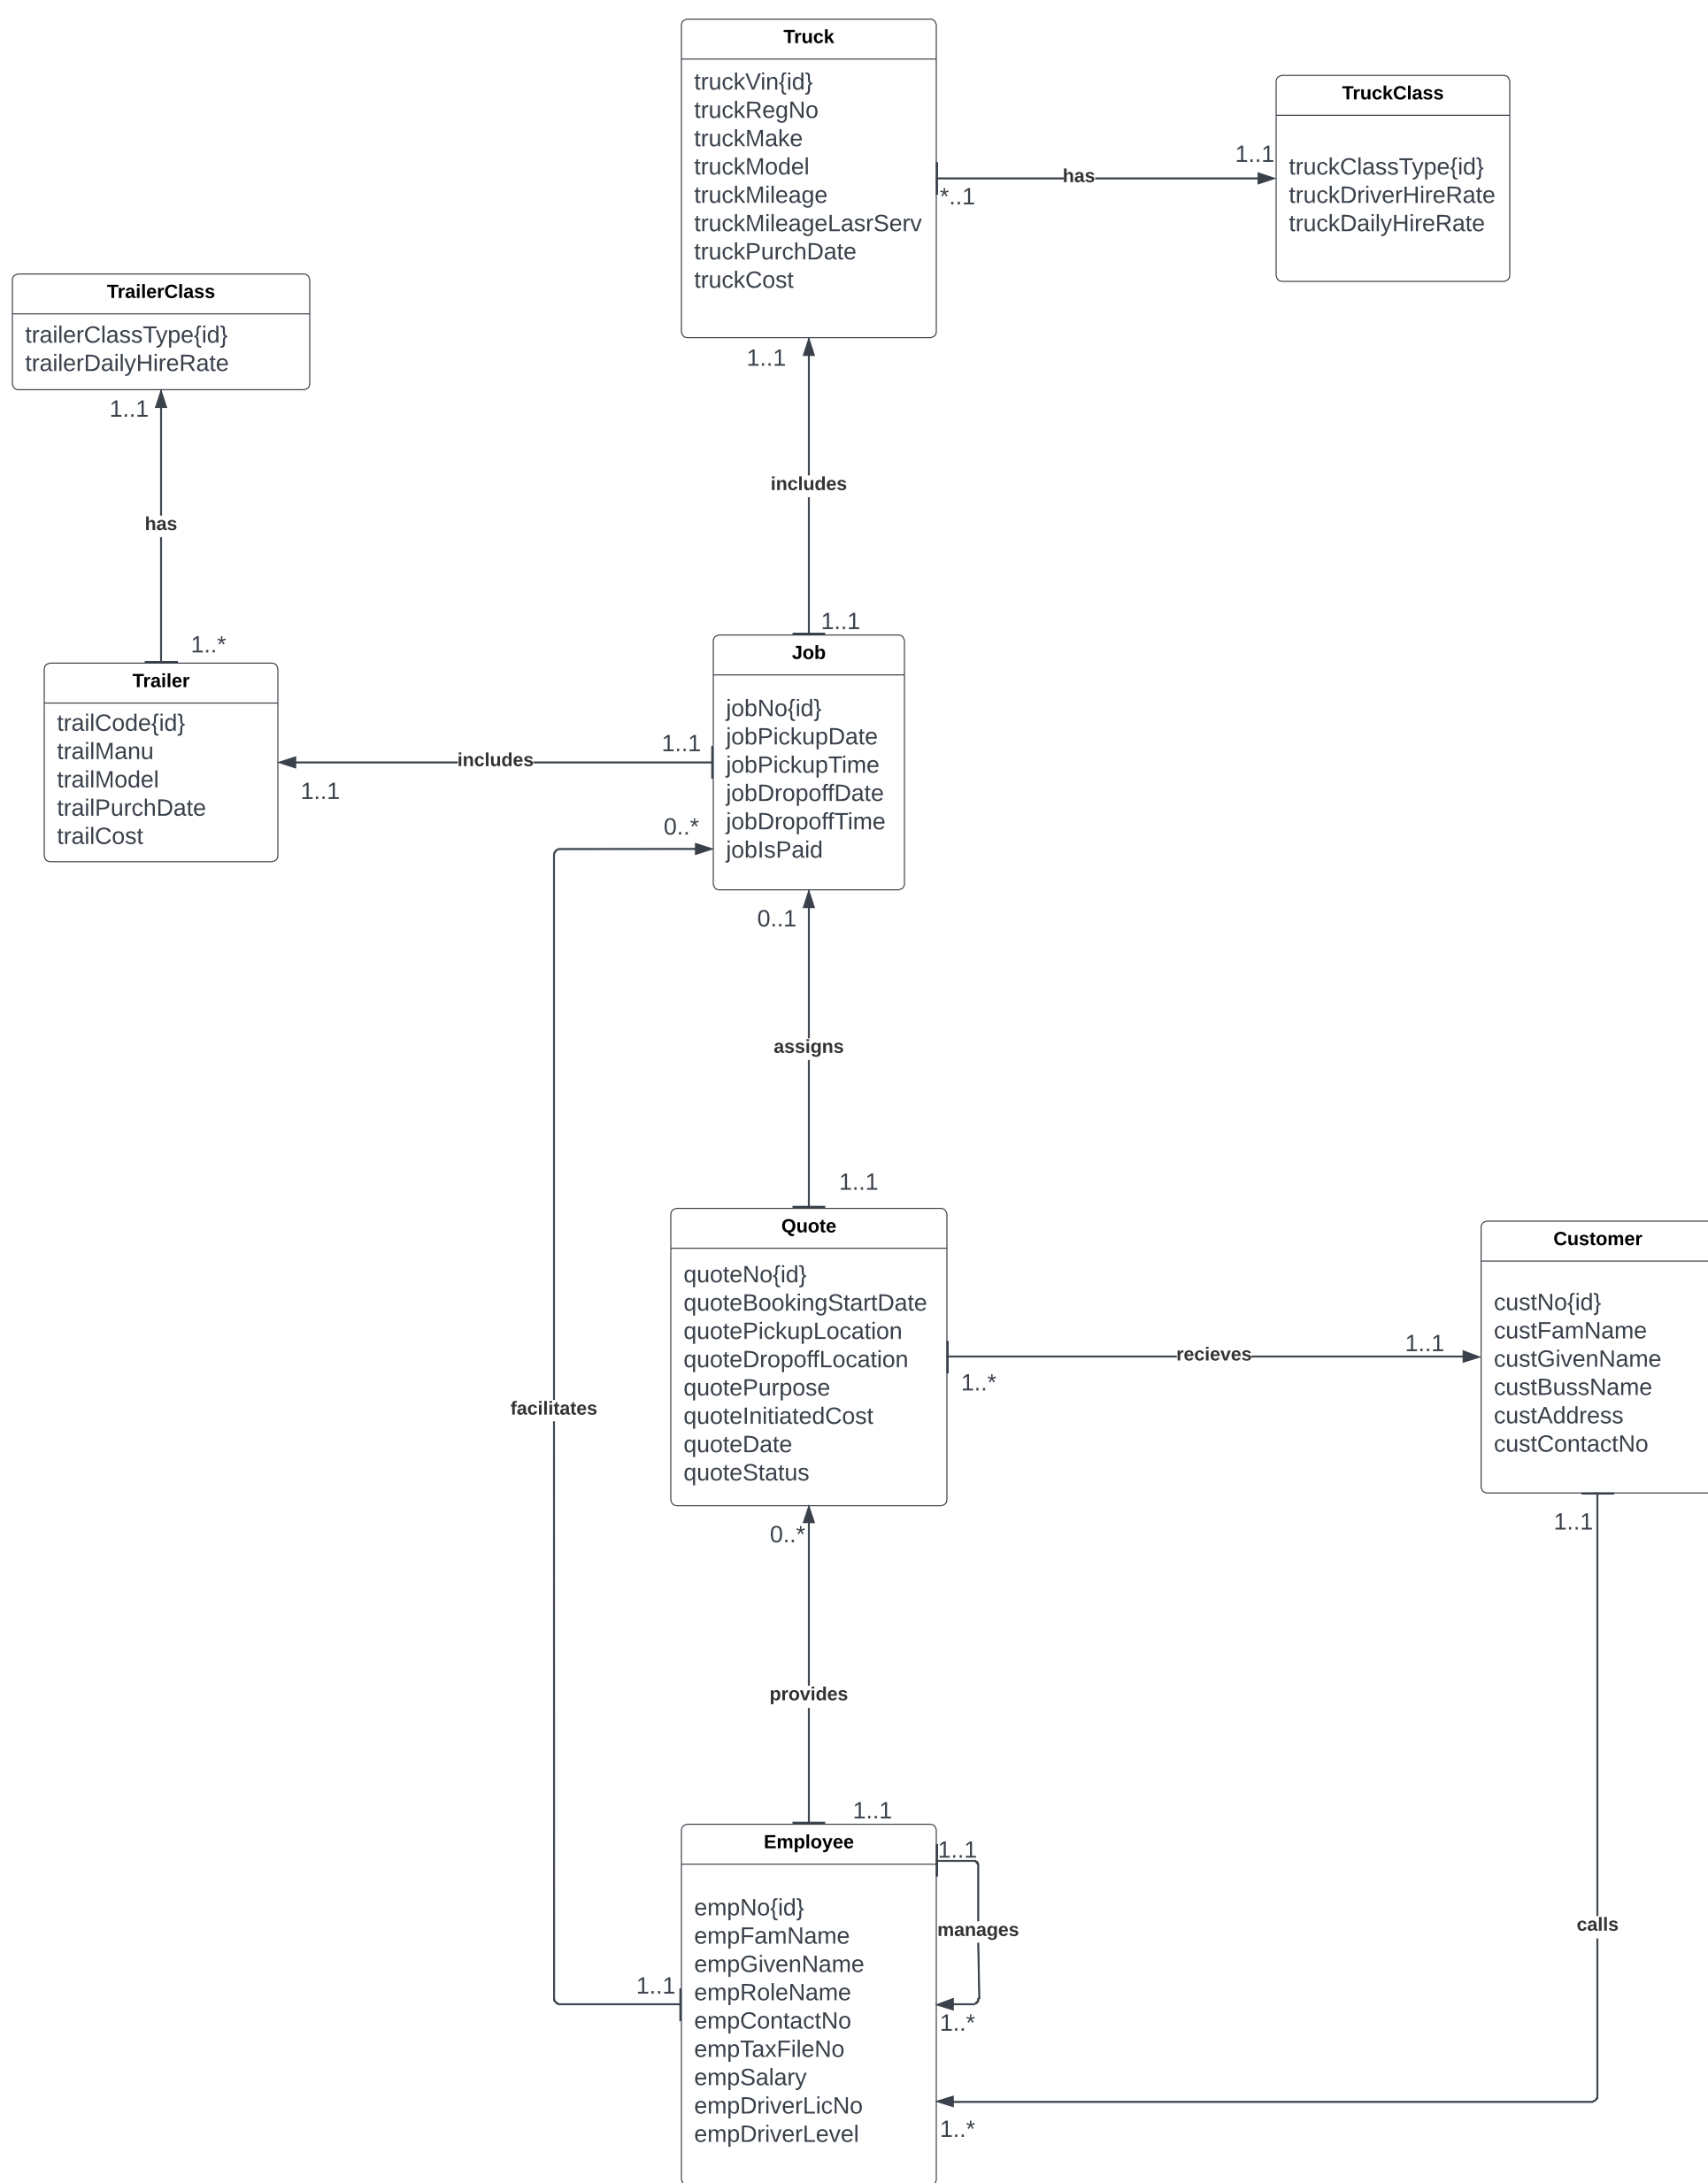 Truck
truckVin{id}
truckRegNo
truckMake
truckModel
truckMileage
truckMileageLasrServ
truckPurchDate
truckCost
TruckClass
truckClassType{id}
truckDriverHireRate
truckDailyHireRate
1..1
has
*..1
TrailerClass
trailerClassType{id}
trailerDailyHireRate
1..1
1..1
includes
has
1..1
1..*
Trailer
trailCode{id}
trailManu
trailModel
trailPurchDate
trailCost
Job
jobNo{id}
jobPickupDate
jobPickupTime
jobDropoffDate
jobDropoffTime
jobIsPaid
1..1
includes
1..1
0..*
0..1
assigns
1..1
Quote
quoteNo{id}
quoteBookingStartDate
quotePickupLocation
quoteDropoffLocation
quotePurpose
quoteInitiatedCost
quoteDate
quoteStatus
Customer
custNo{id}
custFamName
custGivenName
custBussName
custAddress
custContactNo
1..1
recieves
1..*
facilitates
0..*
1..1
provides
1..1
Employee
empNo{id}
empFamName
empGivenName
empRoleName
empContactNo
empTaxFileNo
empSalary
empDriverLicNo
empDriverLevel
1..1
manages
calls
1..1
1..*
1..*